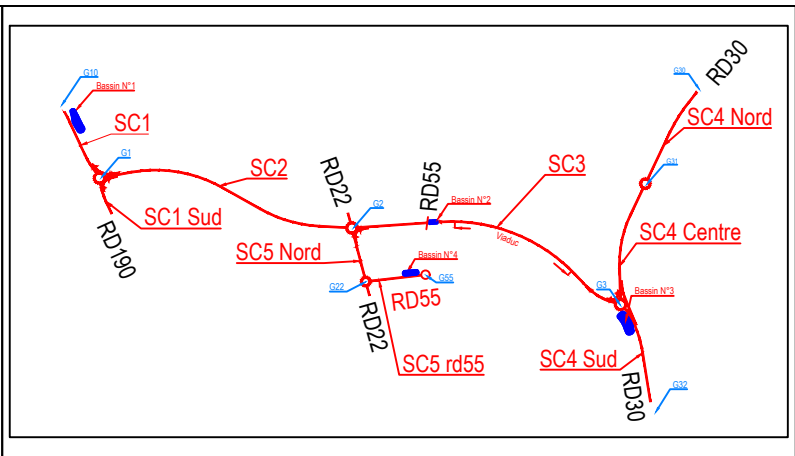 G10
Bassin N°1
SC1
G1
SC1 Sud
RD190
SC2
RD22
G2
RD55
Bassin N°2
SC3
Viaduc
G30
RD30
SC4 Nord
G31
SC4 Centre
SC5 Nord
Bassin N°4
G55
G22
RD55
RD22
SC5 rd55
G3
Bassin N°3
SC4 Sud
RD30
G32